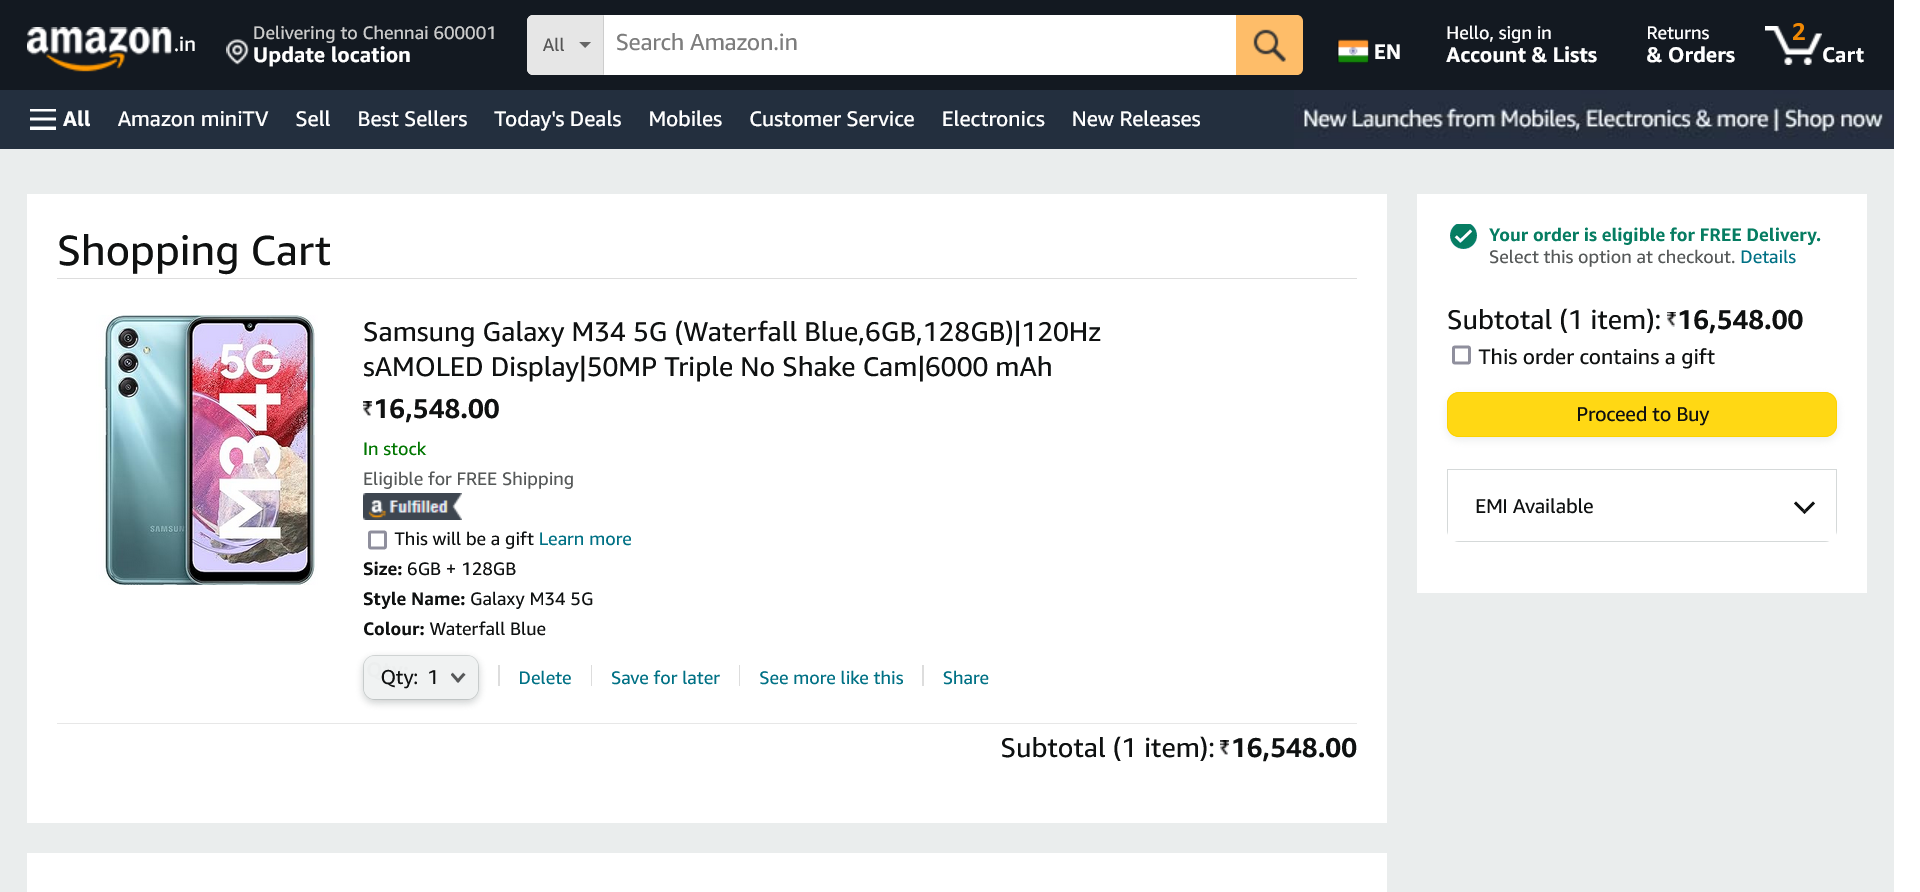 amazon.in
Delivering to Chennai 600001
Update location
All
Search Amazon.in
EN
Hello, sign in
Account & Lists
Returns
& Orders
2
Cart
All
Amazon miniTV
Sell
Best Sellers
Today's Deals
Mobiles
Customer Service
Electronics
New Releases
New Launches from Mobiles, Electronics & more | Shop now
Shopping Cart
5G
M34
SAMSUN
Samsung Galaxy M34 5G (Waterfall Blue,6GB,128GB)|120Hz
sAMOLED Display|50MP Triple No Shake Cam|6000 mAh
₹16,548.00
In stock
Eligible for FREE Shipping
a Fulfilled
This will be a gift Learn more
Size: 6GB + 128GB
Style Name: Galaxy M34 5G
Colour: Waterfall Blue
Qty: 1
Delete
Save for later
See more like this
Share
Subtotal (1 item): ₹16,548.00
Your order is eligible for FREE Delivery.
Select this option at checkout. Details
Subtotal (1 item): ₹16,548.00
This order contains a gift
Proceed to Buy
EMI Available